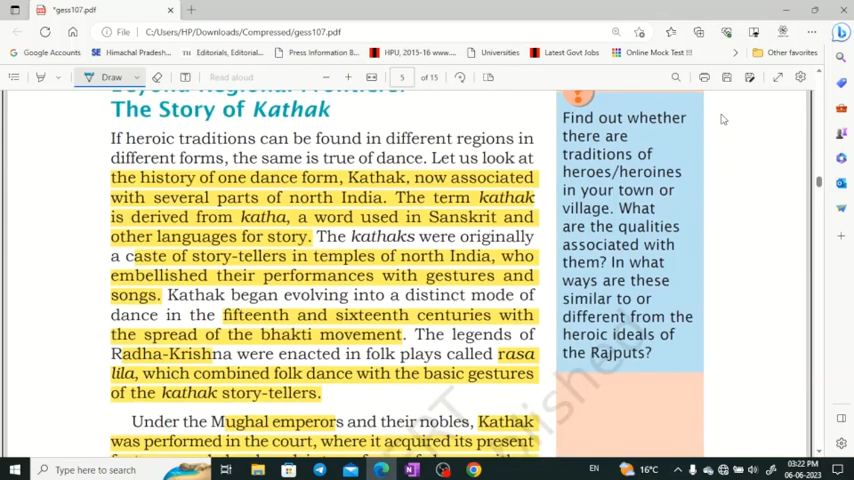 *gess107.pdf
File
C:/Users/HP/Downloads/Compressed/gess107.pdf
Google Accounts
Himachal Pradesh...
Editorials, Editorial...
Press Information B...
HPU, 2015-16 www....
Universities
Latest Govt Jobs
Online Mock Test !!!
Other favorites
Draw
Read aloud
5
of 15
The Story of Kathak
If heroic traditions can be found in different regions in
different forms, the same is true of dance. Let us look at
the history of one dance form, Kathak, now associated
with several parts of north India. The term kathak
is derived from katha, a word used in Sanskrit and
other languages for story. The kathaks were originally
a caste of story-tellers in temples of north India, who
embellished their performances with gestures and
songs. Kathak began evolving into a distinct mode of
dance in the fifteenth and sixteenth centuries with
the spread of the bhakti movement. The legends of
Radha-Krishna were enacted in folk plays called rasa
lila, which combined folk dance with the basic gestures
of the kathak story-tellers.
Under the Mughal emperors and their nobles, Kathak
was performed in the court, where it acquired its present
Find out whether
there are
traditions of
heroes/heroines
in your town or
village. What
are the qualities
associated with
them? In what
ways are these
similar to or
different from the
heroic ideals of
the Rajputs?
Type here to search
EN
16°C
03:22 PM
06-06-2023